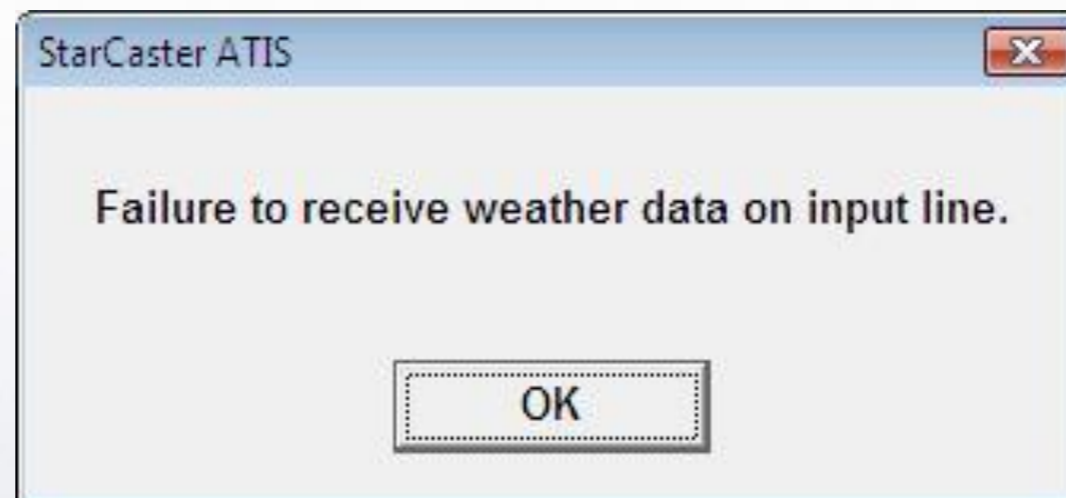 StarCaster ATIS
Failure to receive weather data on input line.
OK